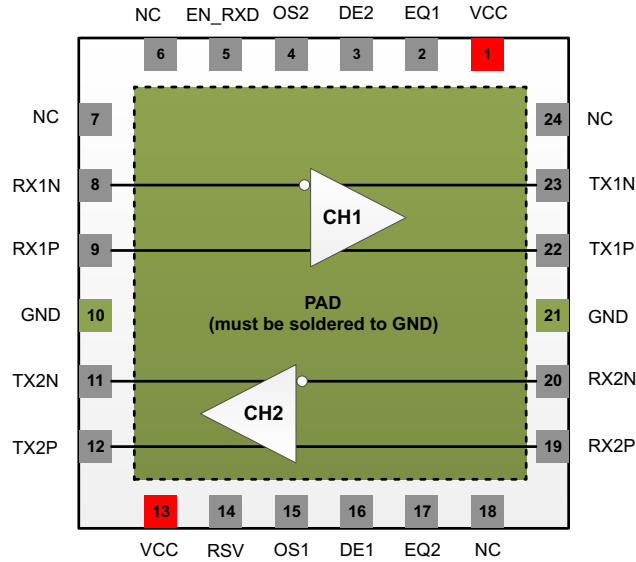 NC EN_RXD OS2 DE2 EQ1 VCC
6 5 4 3 2 1
NC 7 24 NC
RX1N 8 23 TX1N
CH1
RX1P 9 22 TX1P
GND 10 PAD 21 GND
(must be soldered to GND)
TX2N 11 20 RX2N
CH2
TX2P 12 19 RX2P
13 14 15 16 17 18
VCC RSV OS1 DE1 EQ2 NC